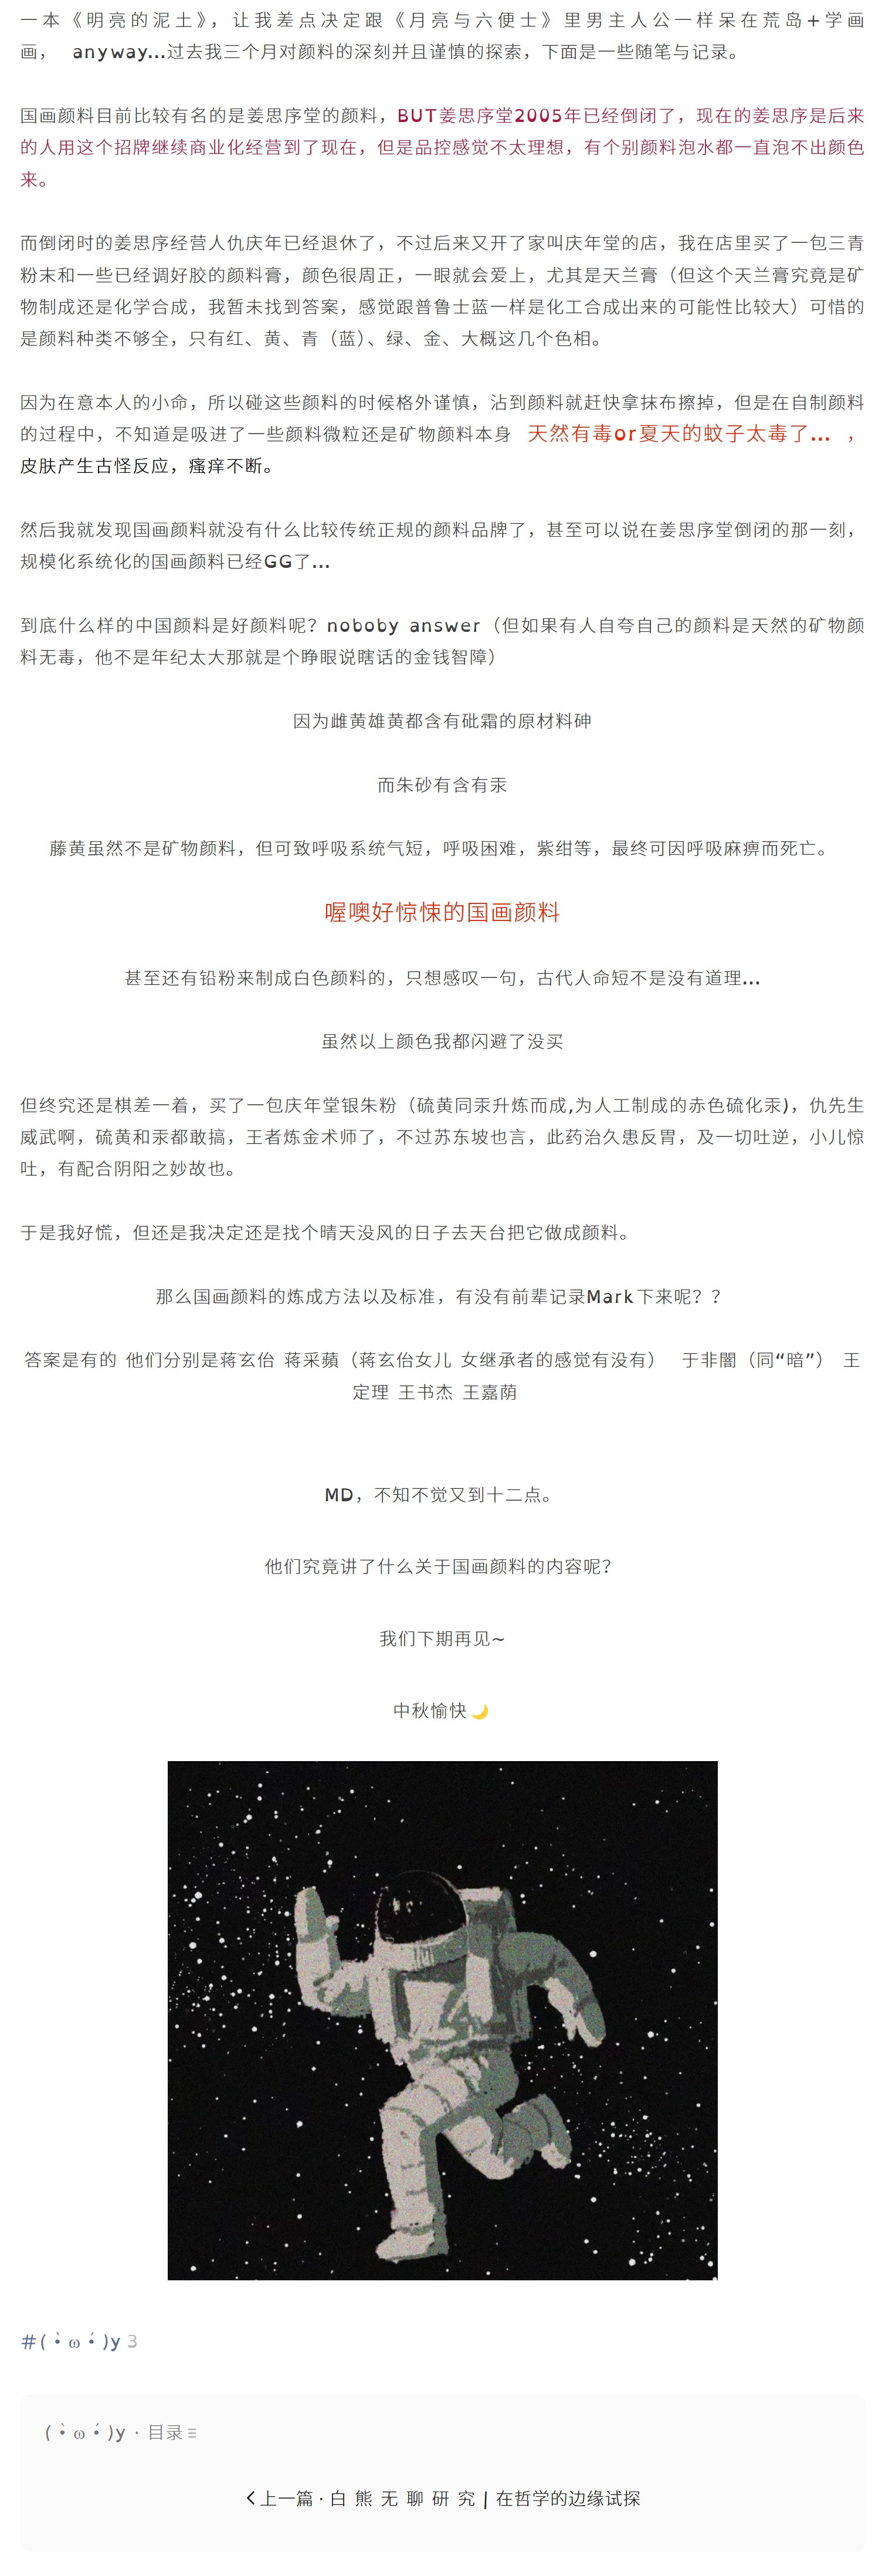 一本《明亮的泥土》，让我差点决定跟《月亮与六便士》里男主人公一样呆在荒岛+学画
画， anyway...过去我三个月对颜料的深刻并且谨慎的探索，下面是一些随笔与记录。
国画颜料目前比较有名的是姜思序堂的颜料，BUT姜思序堂2005年已经倒闭了，现在的姜思序是后来
的人用这个招牌继续商业化经营到了现在，但是品控感觉不太理想，有个别颜料泡水都一直泡不出颜色
来。
而倒闭时的姜思序经营人仇庆年已经退休了，不过后来又开了家叫庆年堂的店，我在店里买了一包三青
粉末和一些已经调好胶的颜料膏，颜色很周正，一眼就会爱上，尤其是天兰膏（但这个天兰膏究竟是矿
物制成还是化学合成，我暂未找到答案，感觉跟普鲁士蓝一样是化工合成出来的可能性比较大）可惜的
是颜料种类不够全，只有红、黄、青（蓝）、绿、金、大概这几个色相。
因为在意本人的小命，所以碰这些颜料的时候格外谨慎，沾到颜料就赶快拿抹布擦掉，但是在自制颜料
的过程中，不知道是吸进了一些颜料微粒还是矿物颜料本身 天然有毒or夏天的蚊子太毒了... ，
皮肤产生古怪反应，瘙痒不断。
然后我就发现国画颜料就没有什么比较传统正规的颜料品牌了，甚至可以说在姜思序堂倒闭的那一刻，
规模化系统化的国画颜料已经GG了...
到底什么样的中国颜料是好颜料呢？noboby answer（但如果有人自夸自己的颜料是天然的矿物颜
料无毒，他不是年纪太大那就是个睁眼说瞎话的金钱智障）
因为雌黄雄黄都含有砒霜的原材料砷
而朱砂有含有汞
藤黄虽然不是矿物颜料，但可致呼吸系统气短，呼吸困难，紫绀等，最终可因呼吸麻痹而死亡。
喔噢好惊悚的国画颜料
甚至还有铅粉来制成白色颜料的，只想感叹一句，古代人命短不是没有道理...
虽然以上颜色我都闪避了没买
但终究还是棋差一着，买了一包庆年堂银朱粉（硫黄同汞升炼而成,为人工制成的赤色硫化汞)，仇先生
威武啊，硫黄和汞都敢搞，王者炼金术师了，不过苏东坡也言，此药治久患反胃，及一切吐逆，小儿惊
吐，有配合阴阳之妙故也。
于是我好慌，但还是我决定还是找个晴天没风的日子去天台把它做成颜料。
那么国画颜料的炼成方法以及标准，有没有前辈记录Mark下来呢？？
答案是有的 他们分别是蒋玄佁 蒋采蘋（蒋玄佁女儿 女继承者的感觉有没有） 于非闇（同“暗”） 王
定理 王书杰 王嘉荫
MD，不知不觉又到十二点。
他们究竟讲了什么关于国画颜料的内容呢？
我们下期再见~
中秋愉快🌙
#( •̀ ω •́ )y 3
( •̀ ω •́ )y · 目录
上一篇 · 白 熊 无 聊 研 究 | 在哲学的边缘试探